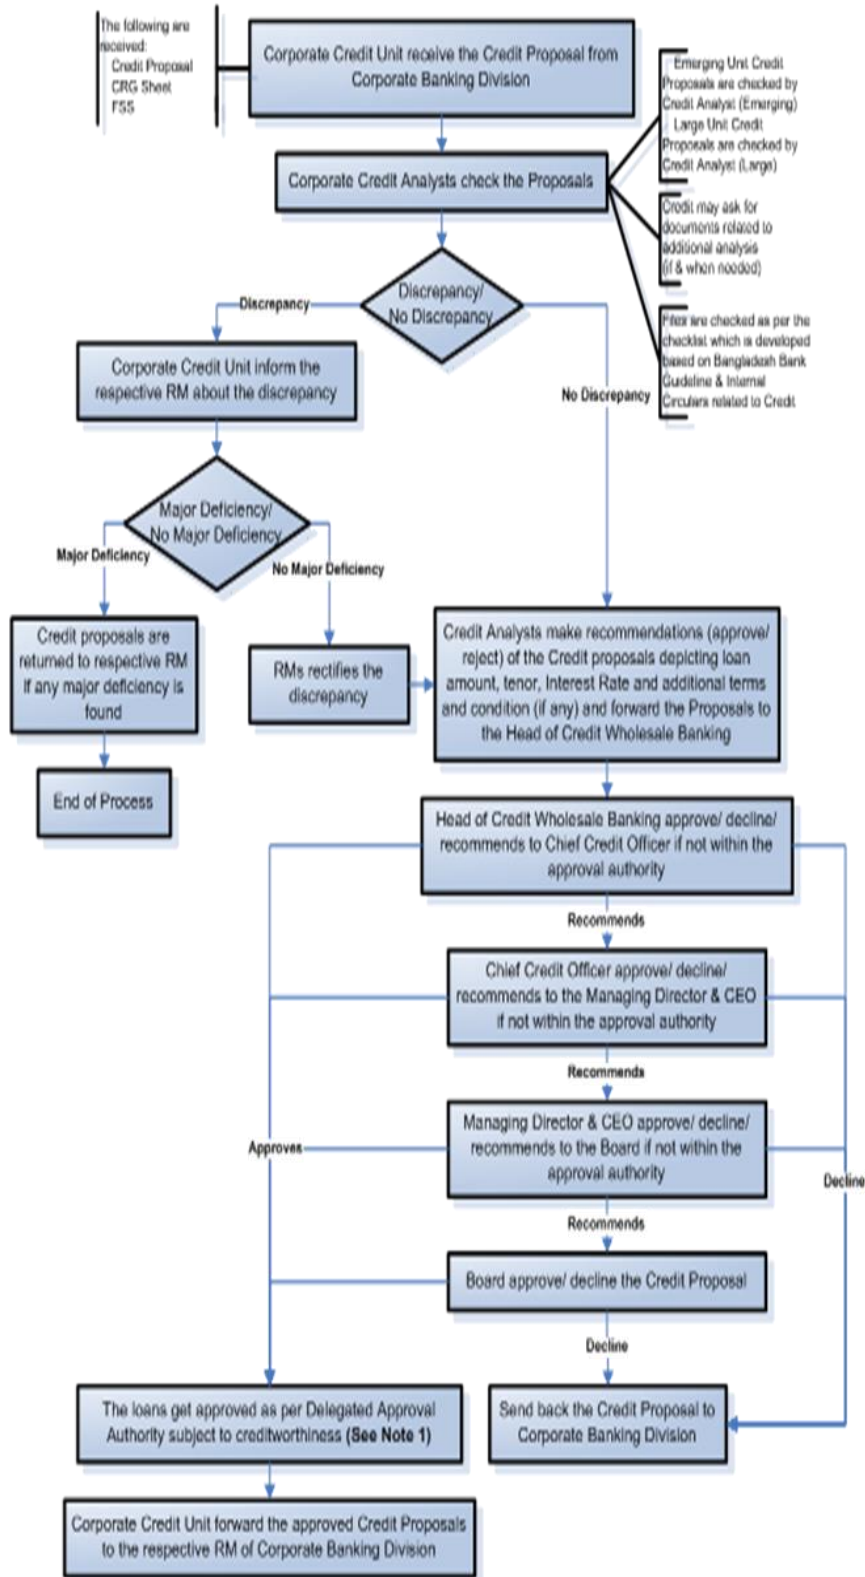 The following are
received:
Credit Proposal
CRG Sheet
FSS
Corporate Credit Unit receive the Credit Proposal from
Corporate Banking Division
Emerging Unit Credit
Proposals are checked by
Credit Analyst (Emerging)
Large Unit Credit
Proposals are checked by
Credit Analyst (Large)
Corporate Credit Analysts check the Proposals
Credit may ask for
documents related to
additional analysis
(if & when needed)
Discrepancy/
No Discrepancy
Discrepancy
Files are checked as per the
checklist which is developed
based on Bangladesh Bank
Guideline & Internal
Circulars related to Credit
Corporate Credit Unit inform the
respective RM about the discrepancy
No Discrepancy
Major Deficiency/
No Major Deficiency
Major Deficiency
No Major Deficiency
Credit proposals are
returned to respective RM
if any major deficiency is
found
RMs rectifies the
discrepancy
Credit Analysts make recommendations (approve/
reject) of the Credit proposals depicting loan
amount, tenor, Interest Rate and additional terms
and condition (if any) and forward the Proposals to
the Head of Credit Wholesale Banking
End of Process
Head of Credit Wholesale Banking approve/ decline/
recommends to Chief Credit Officer if not within the
approval authority
Recommends
Chief Credit Officer approve/ decline/
recommends to the Managing Director & CEO
if not within the approval authority
Recommends
Managing Director & CEO approve/ decline/
recommends to the Board if not within the
approval authority
Approves
Decline
Recommends
Board approve/ decline the Credit Proposal
Decline
The loans get approved as per Delegated Approval
Authority subject to creditworthiness (See Note 1)
Send back the Credit Proposal to
Corporate Banking Division
Corporate Credit Unit forward the approved Credit Proposals
to the respective RM of Corporate Banking Division